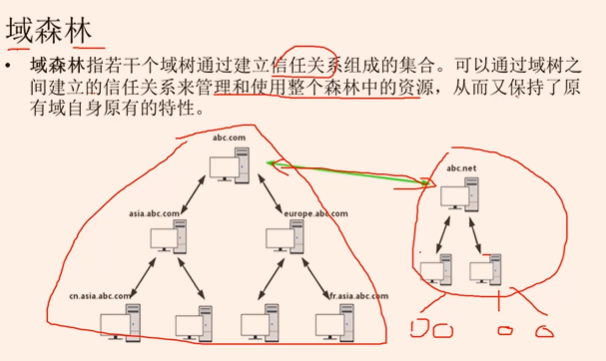 域森林
• 域森林指若干个域树通过建立信任关系组成的集合。可以通过域树之
间建立的信任关系来管理和使用整个森林中的资源，从而又保持了原
有域自身原有的特性。
abc.com
abc.net
asia.abc.com
europe.abc.com
cn.asia.abc.com
fr.asia.abc.com